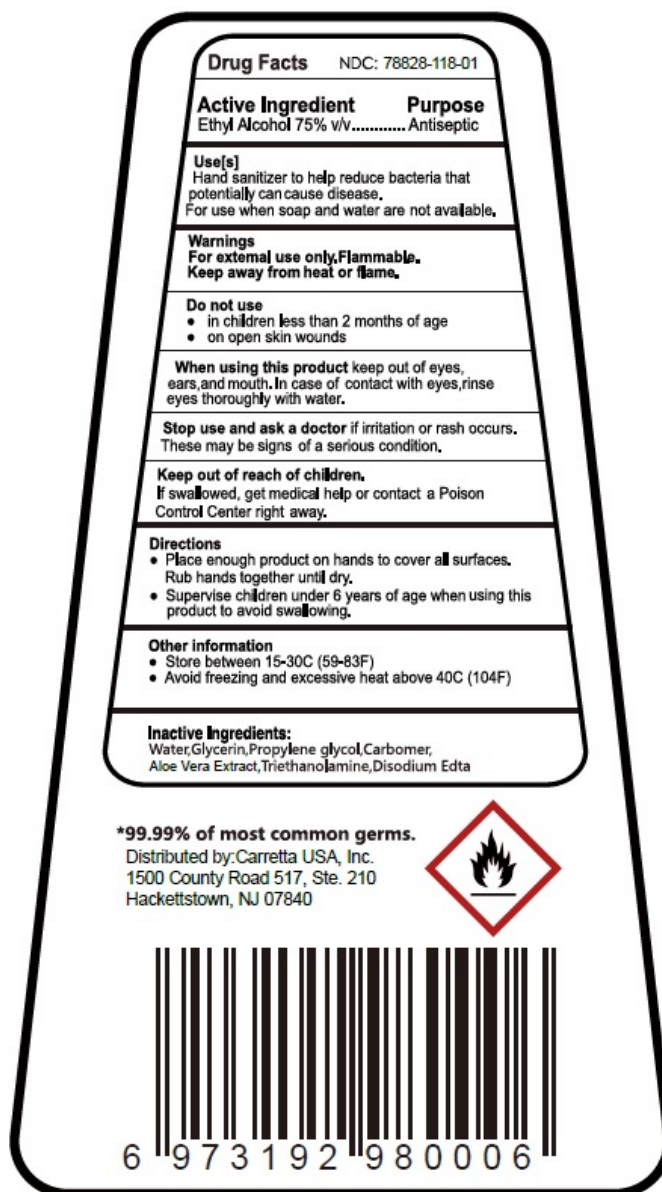 Drug Facts NDC: 78828-118-01
Active Ingredient Purpose
Ethyl Alcohol 75% v/v............ Antiseptic
Use[s]
Hand sanitizer to help reduce bacteria that
potentially can cause disease.
For use when soap and water are not available.
Warnings
For external use only.Flammable.
Keep away from heat or flame.
Do not use
● in children less than 2 months of age
● on open skin wounds
When using this product keep out of eyes,
ears,and mouth.In case of contact with eyes,rinse
eyes thoroughly with water.
Stop use and ask a doctor if irritation or rash occurs.
These may be signs of a serious condition.
Keep out of reach of children.
If swallowed, get medical help or contact a Poison
Control Center right away.
Directions
● Place enough product on hands to cover all surfaces.
Rub hands together until dry.
● Supervise children under 6 years of age when using this
product to avoid swallowing.
Other information
● Store between 15-30C (59-83F)
● Avoid freezing and excessive heat above 40C (104F)
Inactive Ingredients:
Water,Glycerin,Propylene glycol,Carbomer,
Aloe Vera Extract,Triethanolamine,Disodium Edta
*99.99% of most common germs.
Distributed by:Carretta USA, Inc.
1500 County Road 517, Ste. 210
Hackettstown, NJ 07840
6 973192 980006